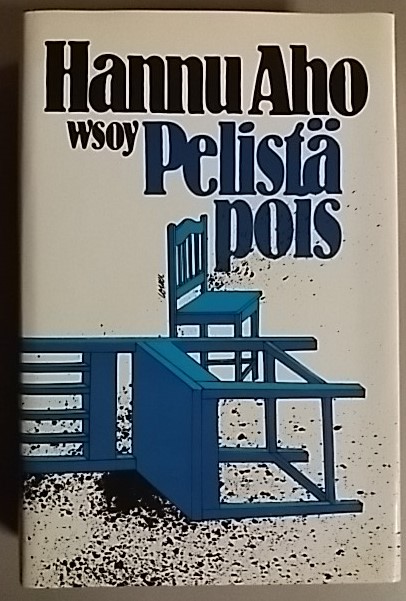 Hannu Aho
wsoy Pelistä
pois